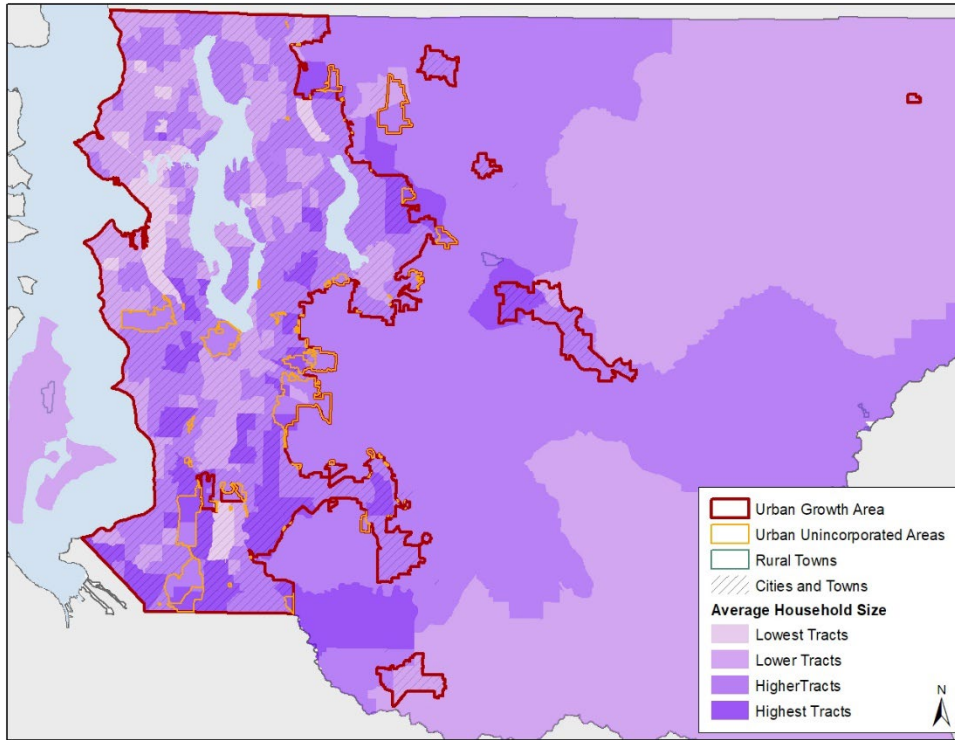 Urban Growth Area
Urban Unincorporated Areas
Rural Towns
Cities and Towns
Average Household Size
Lowest Tracts
Lower Tracts
HigherTracts
Highest Tracts
N